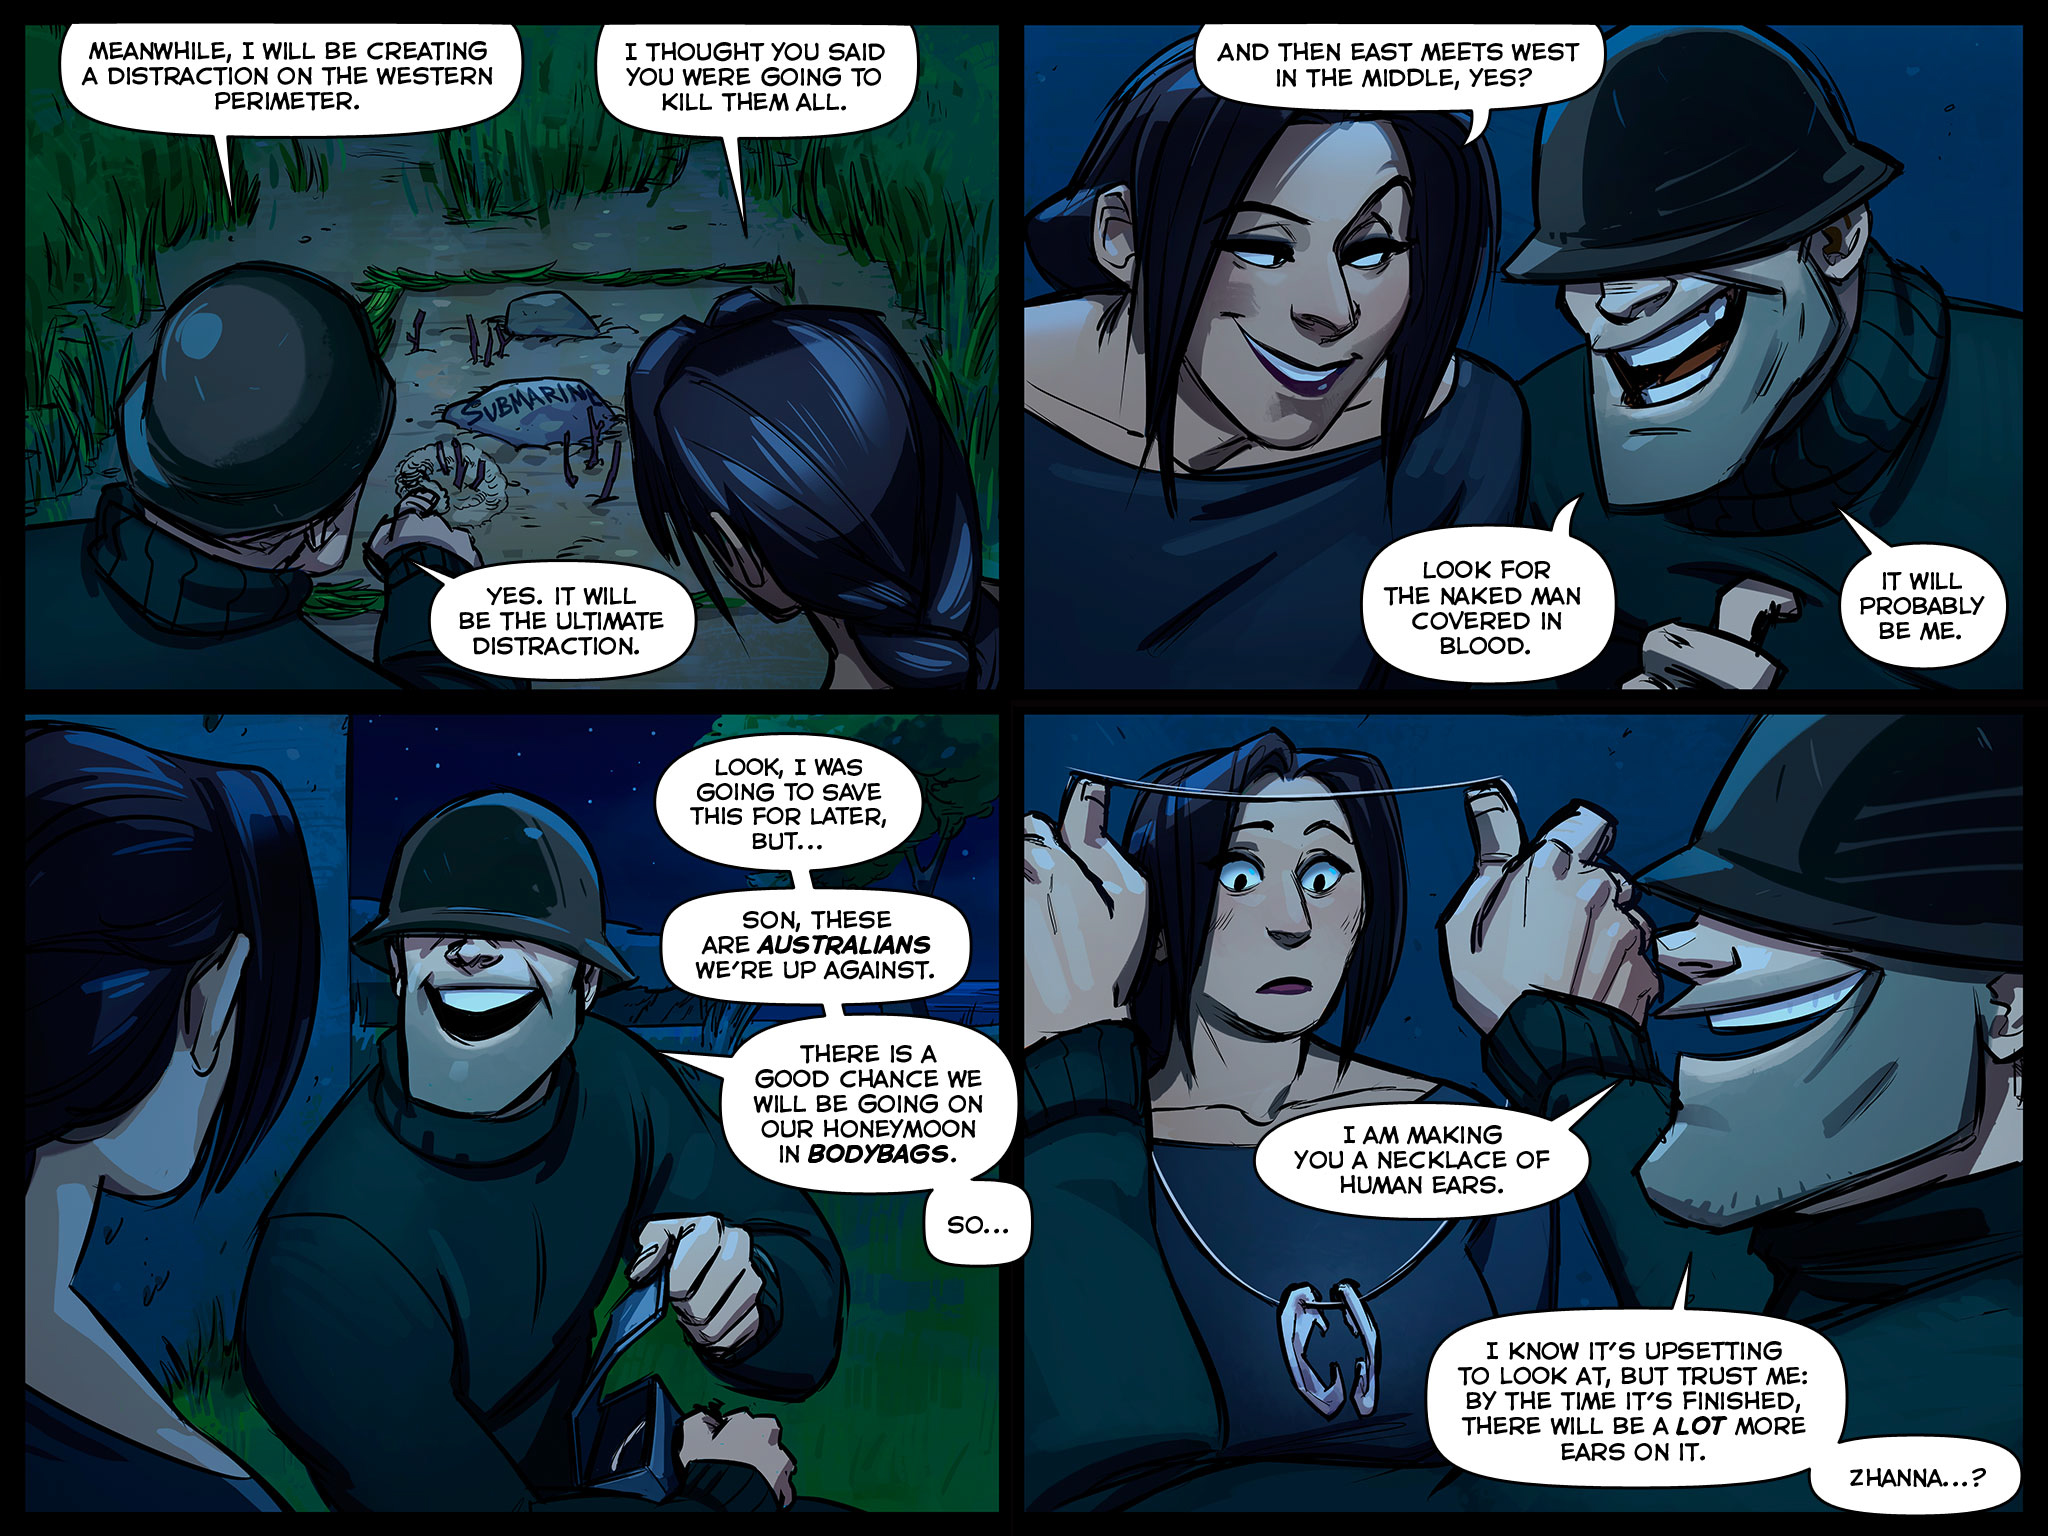 MEANWHILE, I WILL BE CREATING
A DISTRACTION ON THE WESTERN
PERIMETER.
I THOUGHT YOU SAID
YOU WERE GOING TO
KILL THEM ALL.
SUBMARINE
YES. IT WILL
BE THE ULTIMATE
DISTRACTION.
AND THEN EAST MEETS WEST
IN THE MIDDLE, YES?
LOOK FOR
THE NAKED MAN
COVERED IN
BLOOD.
IT WILL
PROBABLY
BE ME.
LOOK, I WAS
GOING TO SAVE
THIS FOR LATER,
BUT...
SON, THESE
ARE AUSTRALIANS
WE'RE UP AGAINST.
THERE IS A
GOOD CHANCE WE
WILL BE GOING ON
OUR HONEYMOON
IN BODYBAGS.
SO...
I AM MAKING
YOU A NECKLACE OF
HUMAN EARS.
I KNOW IT'S UPSETTING
TO LOOK AT, BUT TRUST ME:
BY THE TIME IT'S FINISHED,
THERE WILL BE A LOT MORE
EARS ON IT.
ZHANNA...?